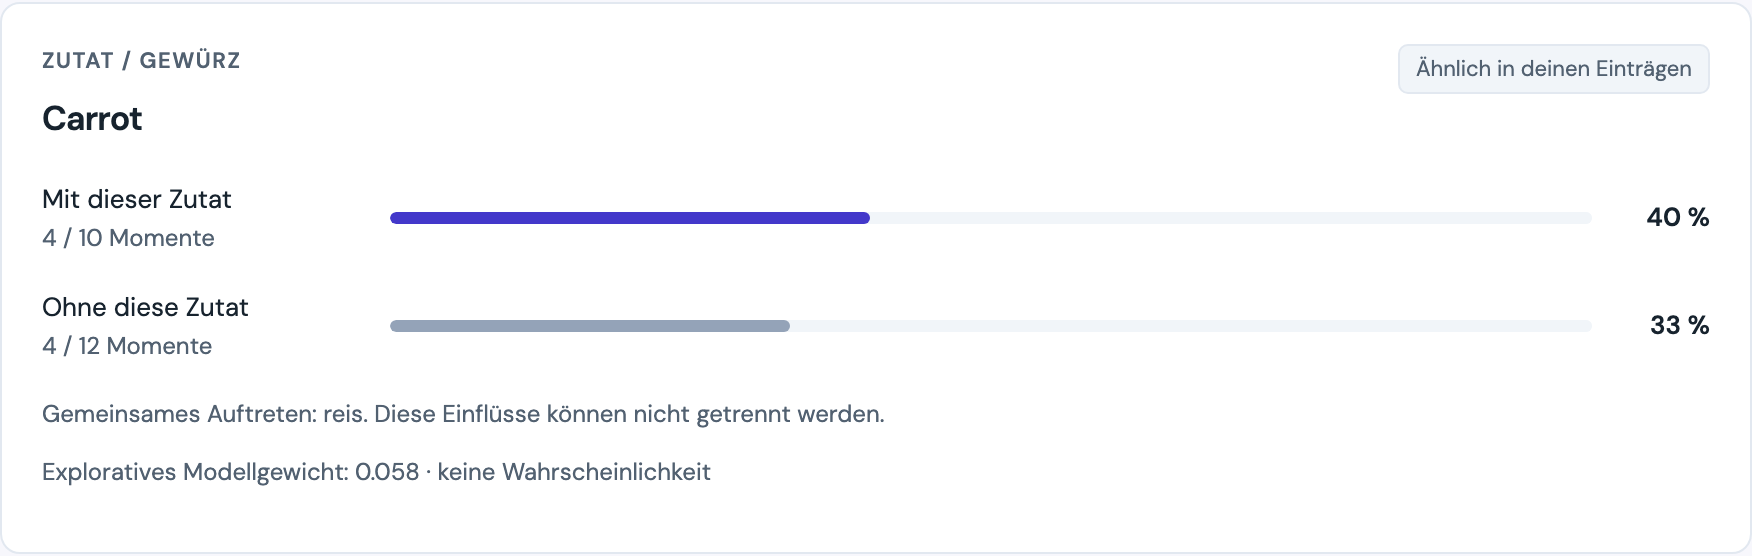 ZUTAT / GEWÜRZ
Ähnlich in deinen Einträgen
Carrot
Mit dieser Zutat
4 / 10 Momente
40 %
Ohne diese Zutat
4 / 12 Momente
33 %
Gemeinsames Auftreten: reis. Diese Einflüsse können nicht getrennt werden.
Exploratives Modellgewicht: 0.058 · keine Wahrscheinlichkeit